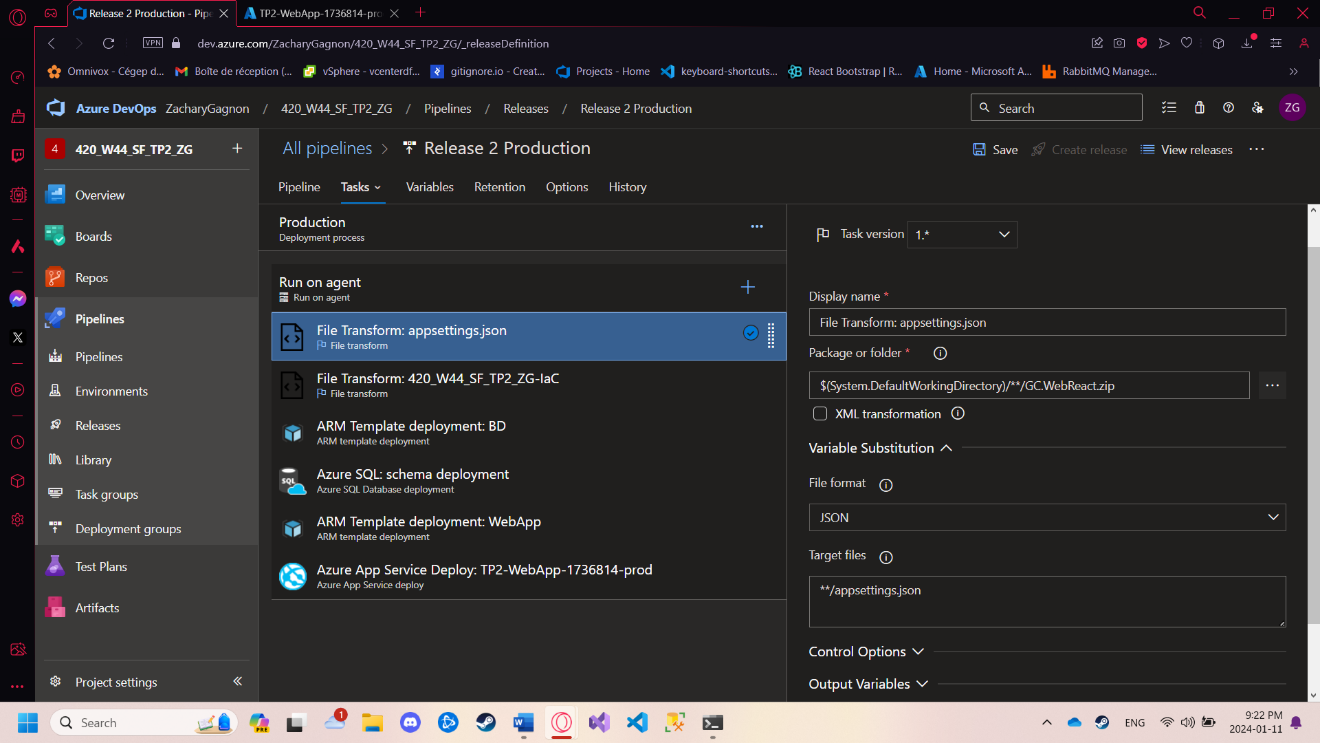 Release 2 Production - Pipe
TP2-WebApp-1736814-pro
VPN
dev.azure.com/ZacharyGagnon/420_W44_SF_TP2_ZG/_releaseDefinition
Omnivox - Cégep d...
Boîte de réception (...
vSphere - vcenterdf...
gitignore.io - Creat...
Projects - Home
keyboard-shortcuts...
React Bootstrap | R...
Home - Microsoft A...
RabbitMQ Manage...
Azure DevOps ZacharyGagnon / 420_W44_SF_TP2_ZG / Pipelines / Releases / Release 2 Production
Search
ZG
4 420_W44_SF_TP2_ZG
Overview
Boards
Repos
Pipelines
Pipelines
Environments
Releases
Library
Task groups
Deployment groups
Test Plans
Artifacts
Project settings
All pipelines > Release 2 Production
Save
Create release
View releases
Pipeline
Tasks
Variables
Retention
Options
History
Production
Deployment process
Run on agent
Run on agent
File Transform: appsettings.json
File transform
File Transform: 420_W44_SF_TP2_ZG-IaC
File transform
ARM Template deployment: BD
ARM template deployment
Azure SQL: schema deployment
Azure SQL Database deployment
ARM Template deployment: WebApp
ARM template deployment
Azure App Service Deploy: TP2-WebApp-1736814-prod
Azure App Service deploy
Task version 1.*
Display name *
File Transform: appsettings.json
Package or folder *
$(System.DefaultWorkingDirectory)/**/GC.WebReact.zip
XML transformation
Variable Substitution
File format
JSON
Target files
**/appsettings.json
Control Options
Output Variables
Search
PRE
1
ENG
9:22 PM
2024-01-11